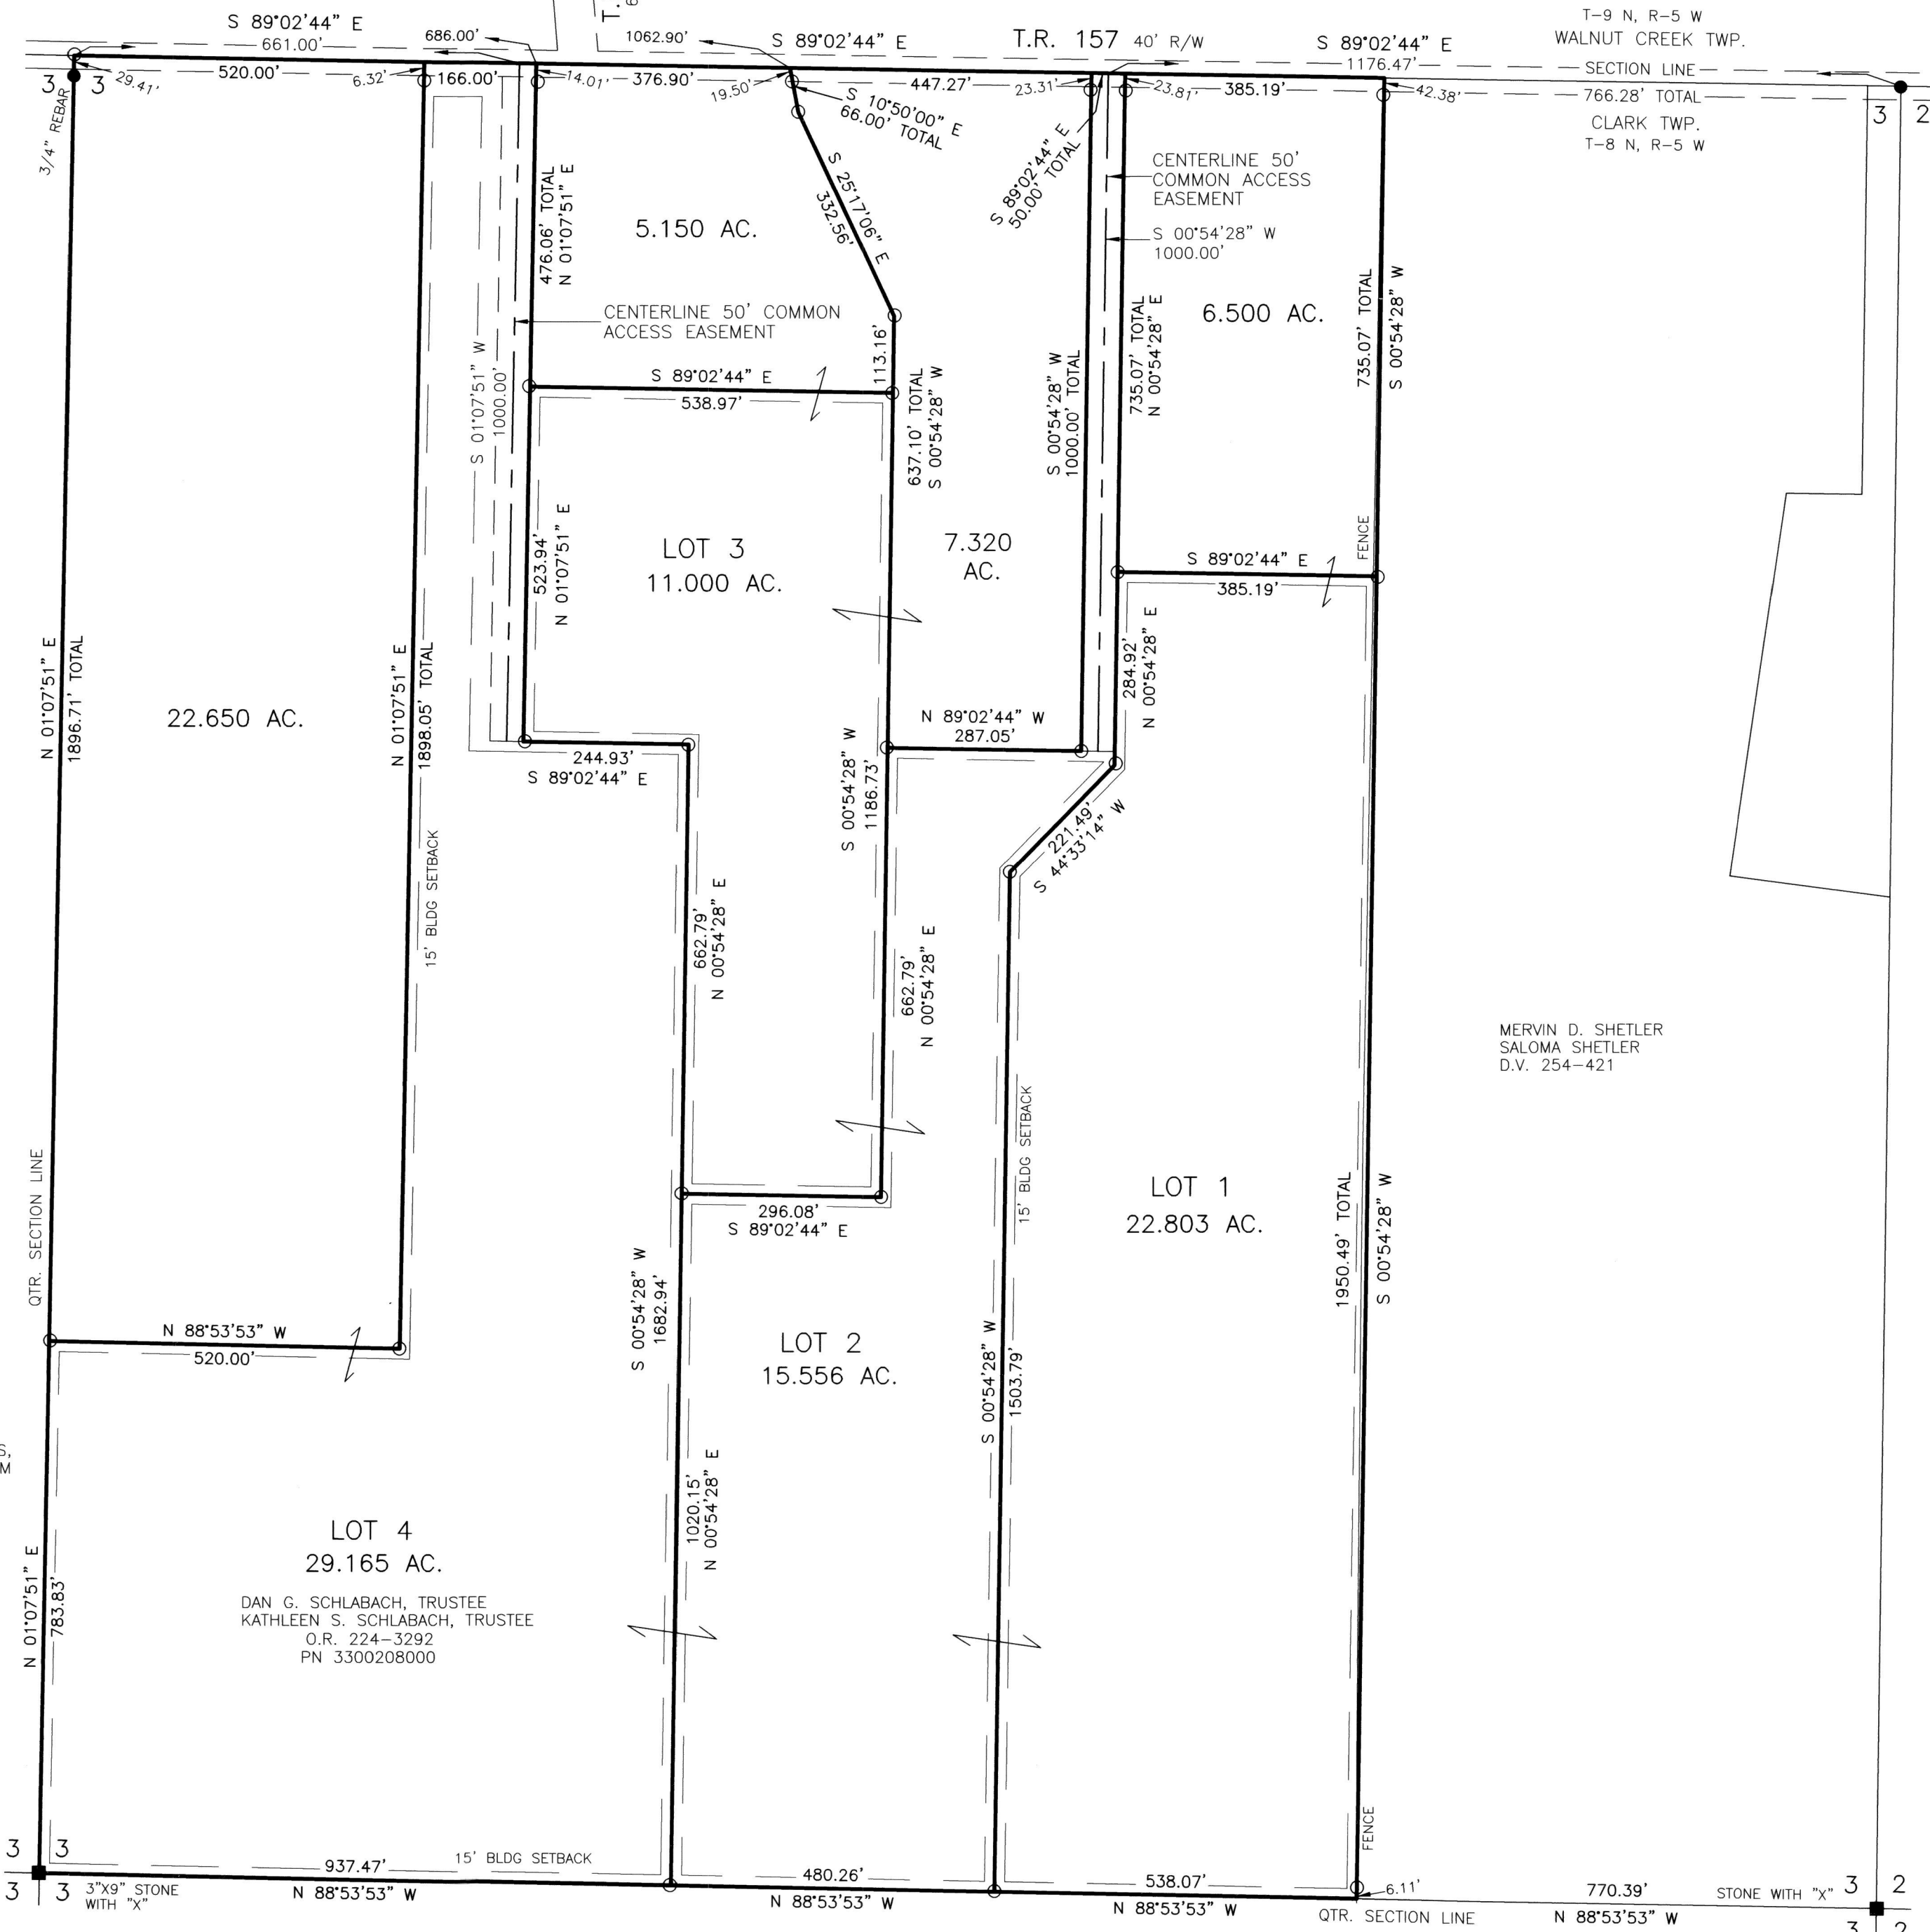 T.
6
T-9 N, R-5 W
WALNUT CREEK TWP.
S 89°02'44" E
661.00'
686.00'
1062.90'
S 89°02'44" E
T.R. 157 40' R/W
S 89°02'44" E
1176.47'
SECTION LINE
3 3
29.41'
520.00'
6.32'
166.00'
14.01'
376.90'
19.50'
447.27'
23.31'
23.81'
385.19'
42.38'
766.28' TOTAL
3 2
CLARK TWP.
T-8 N, R-5 W
3/4" REBAR
S 10°50'00" E
66.00' TOTAL
S 89°02'44" E
50.00' TOTAL
S 25°17'06" E
332.56'
476.06' TOTAL
N 01°07'51" E
5.150 AC.
CENTERLINE 50'
COMMON ACCESS
EASEMENT
S 00°54'28" W
1000.00'
6.500 AC.
735.07' TOTAL
N 00°54'28" E
735.07' TOTAL
S 00°54'28" W
CENTERLINE 50' COMMON
ACCESS EASEMENT
S 01°07'51" W
1000.00'
113.16'
S 89°02'44" E
538.97'
637.10' TOTAL
S 00°54'28" W
S 00°54'28" W
1000.00' TOTAL
523.94'
N 01°07'51" E
LOT 3
11.000 AC.
7.320
AC.
FENCE
S 89°02'44" E
385.19'
284.92'
N 00°54'28" E
N 01°07'51" E
1896.71' TOTAL
22.650 AC.
N 01°07'51" E
1898.05' TOTAL
N 89°02'44" W
287.05'
244.93'
S 89°02'44" E
S 00°54'28" W
1186.73'
221.49'
S 44°33'14" W
15' BLDG SETBACK
662.79'
N 00°54'28" E
662.79'
N 00°54'28" E
MERVIN D. SHETLER
SALOMA SHETLER
D.V. 254-421
15' BLDG SETBACK
QTR. SECTION LINE
LOT 1
22.803 AC.
1950.49' TOTAL
S 00°54'28" W
296.08'
S 89°02'44" E
S 00°54'28" W
1682.94'
N 88°53'53" W
520.00'
LOT 2
15.556 AC.
S 00°54'28" W
1503.79'
S,
M
1020.15'
N 00°54'28" E
LOT 4
29.165 AC.
N 01°07'51" E
783.83'
DAN G. SCHLABACH, TRUSTEE
KATHLEEN S. SCHLABACH, TRUSTEE
O.R. 224-3292
PN 3300208000
FENCE
3 3
3 3
3"X9" STONE
WITH "X"
937.47'
N 88°53'53" W
15' BLDG SETBACK
480.26'
N 88°53'53" W
538.07'
N 88°53'53" W
6.11'
QTR. SECTION LINE
770.39'
N 88°53'53" W
STONE WITH "X"
3 2
3 2